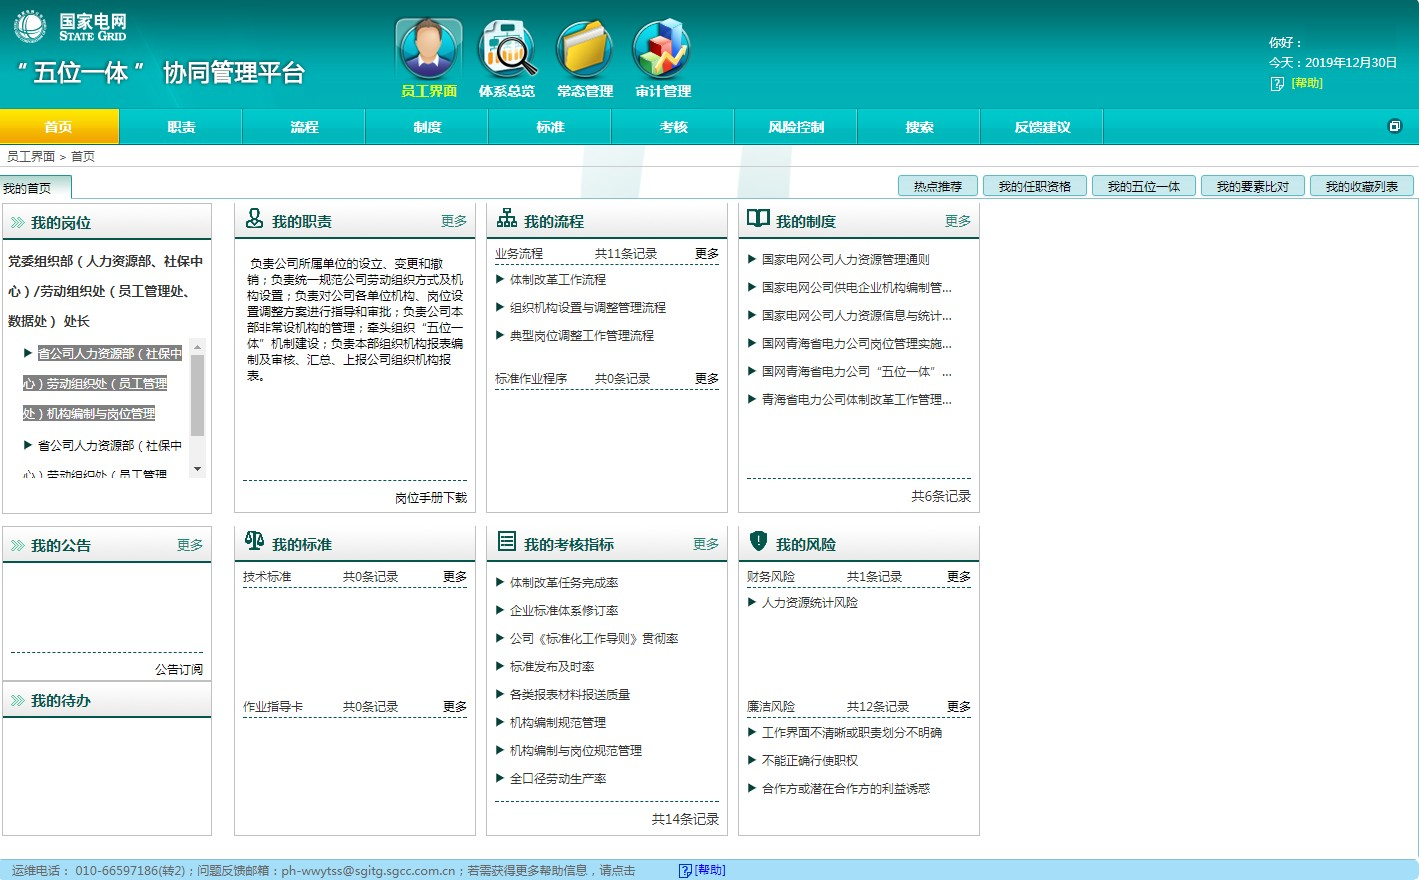 国家电网
STATE GRID
“五位一体” 协同管理平台
员工界面 体系总览 常态管理 审计管理
你好：
今天：2019年12月30日
[帮助]
首页 职责 流程 制度 标准 考核 风险控制 搜索 反馈建议
员工界面 > 首页
我的首页
热点推荐 我的任职资格 我的五位一体 我的要素比对 我的收藏列表
我的岗位
党委组织部（人力资源部、社保中
心）/劳动组织处（员工管理处、
数据处） 处长
省公司人力资源部（社保中
心）劳动组织处（员工管理
处）机构编制与岗位管理
省公司人力资源部（社保中
心）劳动组织处（员工管理
我的职责 更多
负责公司所属单位的设立、变更和撤
销；负责统一规范公司劳动组织方式及机
构设置；负责对公司各单位机构、岗位设
置调整方案进行指导和审批；负责公司本
部非常设机构的管理；牵头组织“五位一
体”机制建设；负责本部组织机构报表编
制及审核、汇总、上报公司组织机构报
表。
岗位手册下载
我的流程
业务流程 共11条记录 更多
体制改革工作流程
组织机构设置与调整管理流程
典型岗位调整工作管理流程
标准作业程序 共0条记录 更多
我的制度 更多
国家电网公司人力资源管理通则
国家电网公司供电企业机构编制管...
国家电网公司人力资源信息与统计...
国网青海省电力公司岗位管理实施...
国网青海省电力公司“五位一体”...
青海省电力公司体制改革工作管理...
共6条记录
我的公告 更多
公告订阅
我的待办
我的标准
技术标准 共0条记录 更多
作业指导卡 共0条记录 更多
我的考核指标 更多
体制改革任务完成率
企业标准体系修订率
公司《标准化工作导则》贯彻率
标准发布及时率
各类报表材料报送质量
机构编制规范管理
机构编制与岗位规范管理
全口径劳动生产率
共14条记录
我的风险
财务风险 共1条记录 更多
人力资源统计风险
廉洁风险 共12条记录 更多
工作界面不清晰或职责划分不明确
不能正确行使职权
合作方或潜在合作方的利益诱惑
运维电话： 010-66597186(转2)；问题反馈邮箱：ph-wwytss@sgitg.sgcc.com.cn；若需获得更多帮助信息，请点击 [帮助]